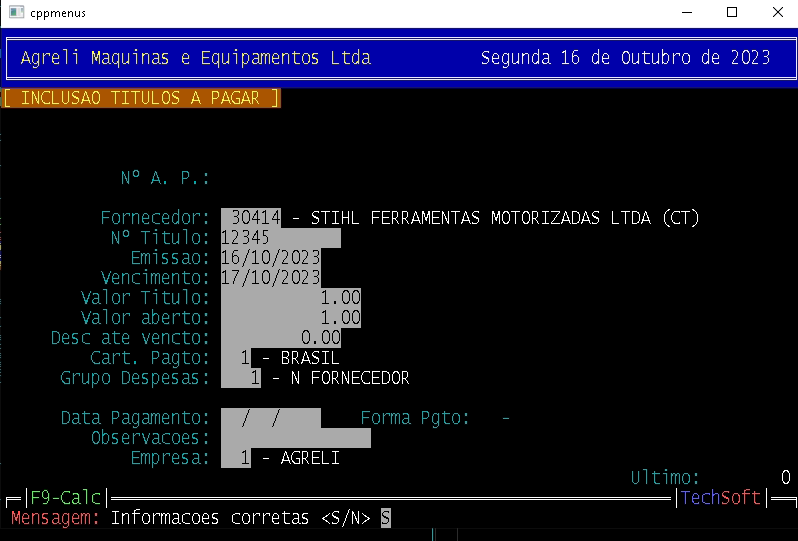 cppmenus
Agreli Maquinas e Equipamentos Ltda Segunda 16 de Outubro de 2023
[ INCLUSAO TITULOS A PAGAR ]
Nº A. P.:
Fornecedor: 30414 - STIHL FERRAMENTAS MOTORIZADAS LTDA (CT)
Nº Titulo: 12345
Emissao: 16/10/2023
Vencimento: 17/10/2023
Valor Titulo: 1.00
Valor aberto: 1.00
Desc ate vencto: 0.00
Cart. Pagto: 1 - BRASIL
Grupo Despesas: 1 - N FORNECEDOR
Data Pagamento: / / Forma Pgto: -
Observacoes:
Empresa: 1 - AGRELI
Ultimo: 0
F9-Calc TechSoft
Mensagem: Informacoes corretas <S/N> S